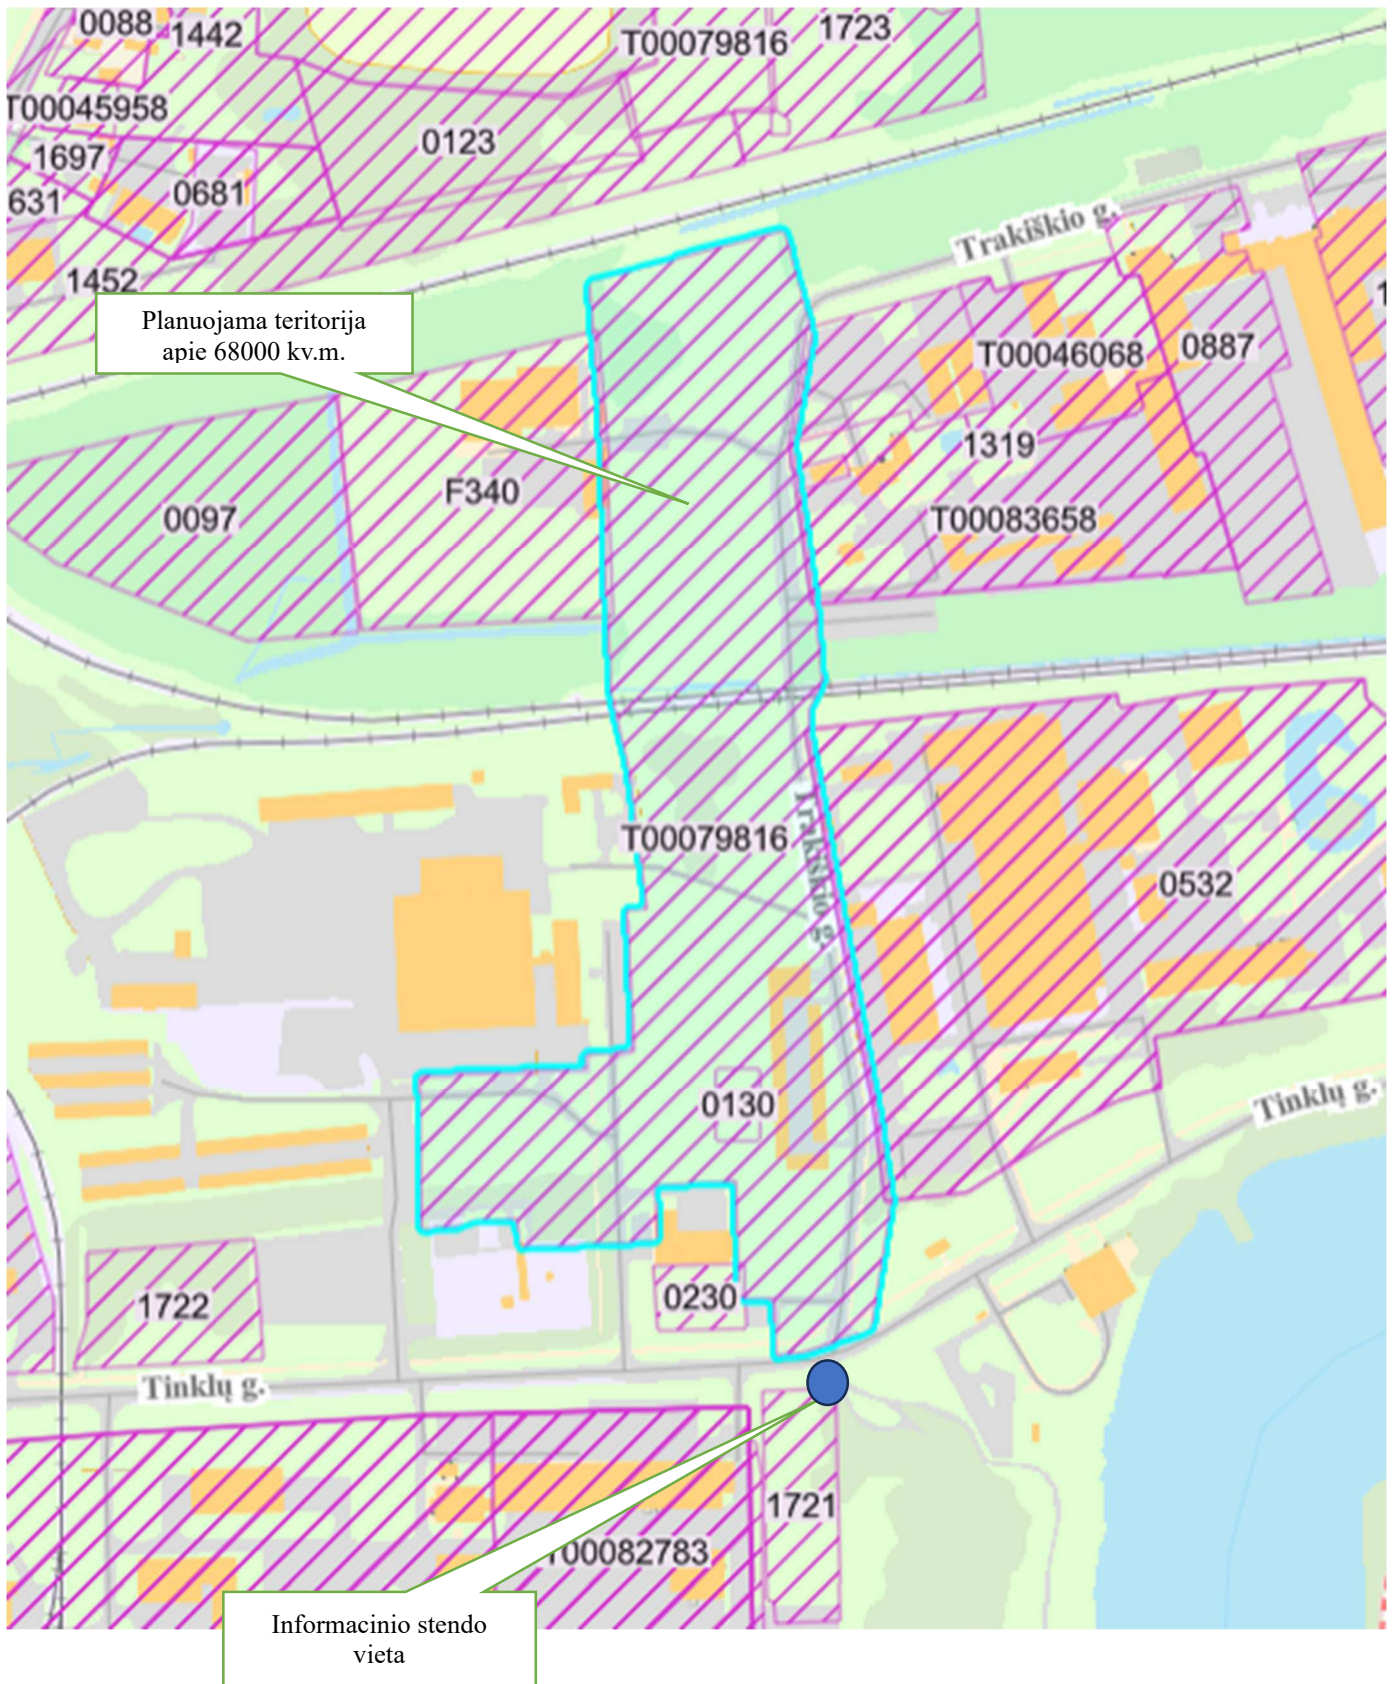 0088
1442
T00079816
1723
T00045958
0123
1697
631
0681
1452
Trakiškio g.
Planuojama teritorija
apie 68000 kv.m.
T00046068
0887
1319
F340
0097
T00083658
T00079816
Trakiškio g.
0532
0130
Tinklų g.
0230
1722
Tinklų g.
1721
T00082783
Informacinio stendo
vieta